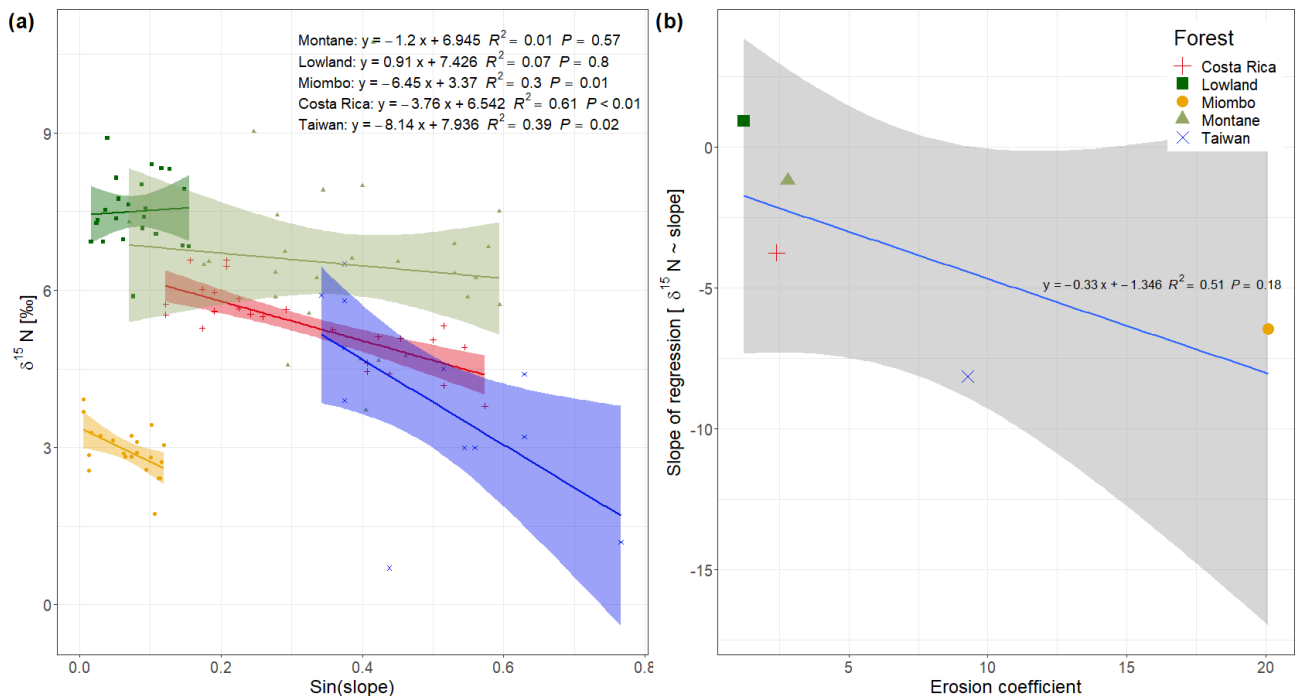 (a)
Montane: y = −1.2 x + 6.945 R² = 0.01 P = 0.57
Lowland: y = 0.91 x + 7.426 R² = 0.07 P = 0.8
Miombo: y = −6.45 x + 3.37 R² = 0.3 P = 0.01
Costa Rica: y = −3.76 x + 6.542 R² = 0.61 P < 0.01
Taiwan: y = −8.14 x + 7.936 R² = 0.39 P = 0.02
δ¹⁵ N [‰]
9
6
3
0
0.0 0.2 0.4 0.6 0.8
Sin(slope)
(b)
Forest
Costa Rica
Lowland
Miombo
Montane
Taiwan
y = −0.33 x + −1.346 R² = 0.51 P = 0.18
Slope of regression [ δ¹⁵ N ~ slope]
0
-5
-10
-15
5 10 15 20
Erosion coefficient